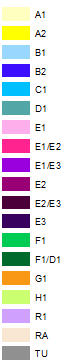 A1
A2
B1
B2
C1
D1
E1
E1/E2
E1/E3
E2
E2/E3
E3
F1
F1/D1
G1
H1
R1
RA
TU